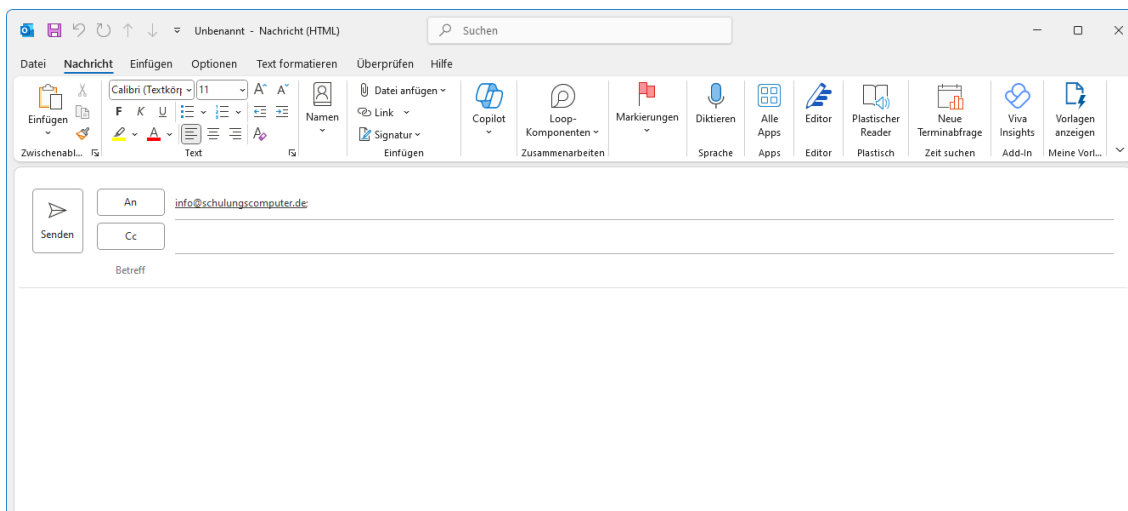 Unbenannt - Nachricht (HTML)
Suchen
Datei Nachricht Einfügen Optionen Text formatieren Überprüfen Hilfe
Einfügen
Zwischenabl...
Calibri (Textkör 11
F K U
Text
Namen
Datei anfügen
Link
Signatur
Einfügen
Copilot
Loop-
Komponenten
Zusammenarbeiten
Markierungen
Diktieren
Sprache
Alle
Apps
Apps
Editor
Editor
Plastischer
Reader
Plastisch
Neue
Terminabfrage
Zeit suchen
Viva
Insights
Add-In
Vorlagen
anzeigen
Meine Vorl...
Senden
An info@schulungscomputer.de;
Cc
Betreff